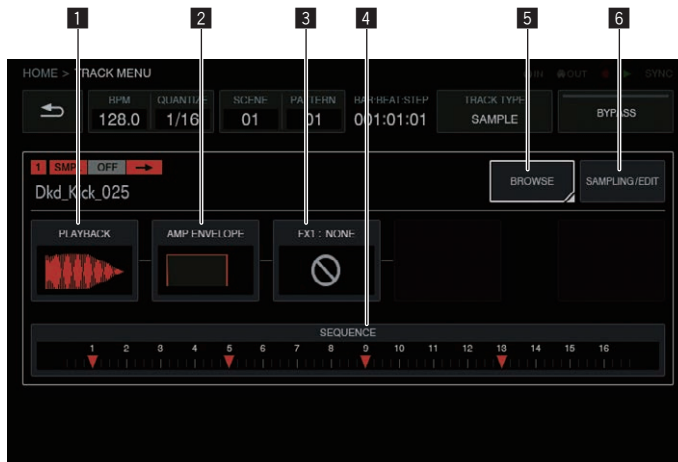 1 2 3 4 5 6
HOME > TRACK MENU IN OUT SYNC
BPM QUANTIZE SCENE PATTERN BAR:BEAT:STEP TRACK TYPE
128.0 1/16 01 01 001:01:01 SAMPLE BYPASS
1 SMP OFF
Dkd_Kick_025
BROWSE SAMPLING/EDIT
PLAYBACK AMP ENVELOPE FX1 : NONE
SEQUENCE
1 2 3 4 5 6 7 8 9 10 11 12 13 14 15 16